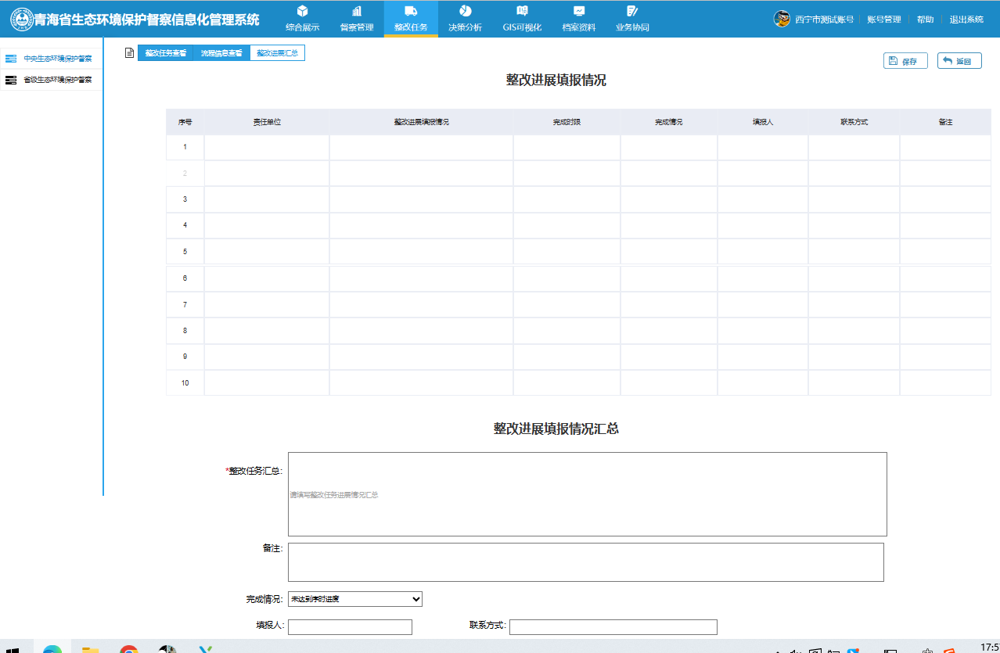 青海省生态环境保护督察信息化管理系统
综合展示 督察管理 整改任务 决策分析 GIS可视化 档案资料 业务协同
西宁市测试账号 账号管理 帮助 退出系统
中央生态环境保护督察
省级生态环境保护督察
整改任务查看 流程信息查看 整改进展汇总
保存 返回
整改进展填报情况
序号 责任单位 整改进展填报情况 完成时限 完成情况 填报人 联系方式 备注
1
2
3
4
5
6
7
8
9
10
整改进展填报情况汇总
*整改任务汇总:
请填写整改任务进展情况汇总
备注:
完成情况: 未达到序时进度
填报人: 联系方式: